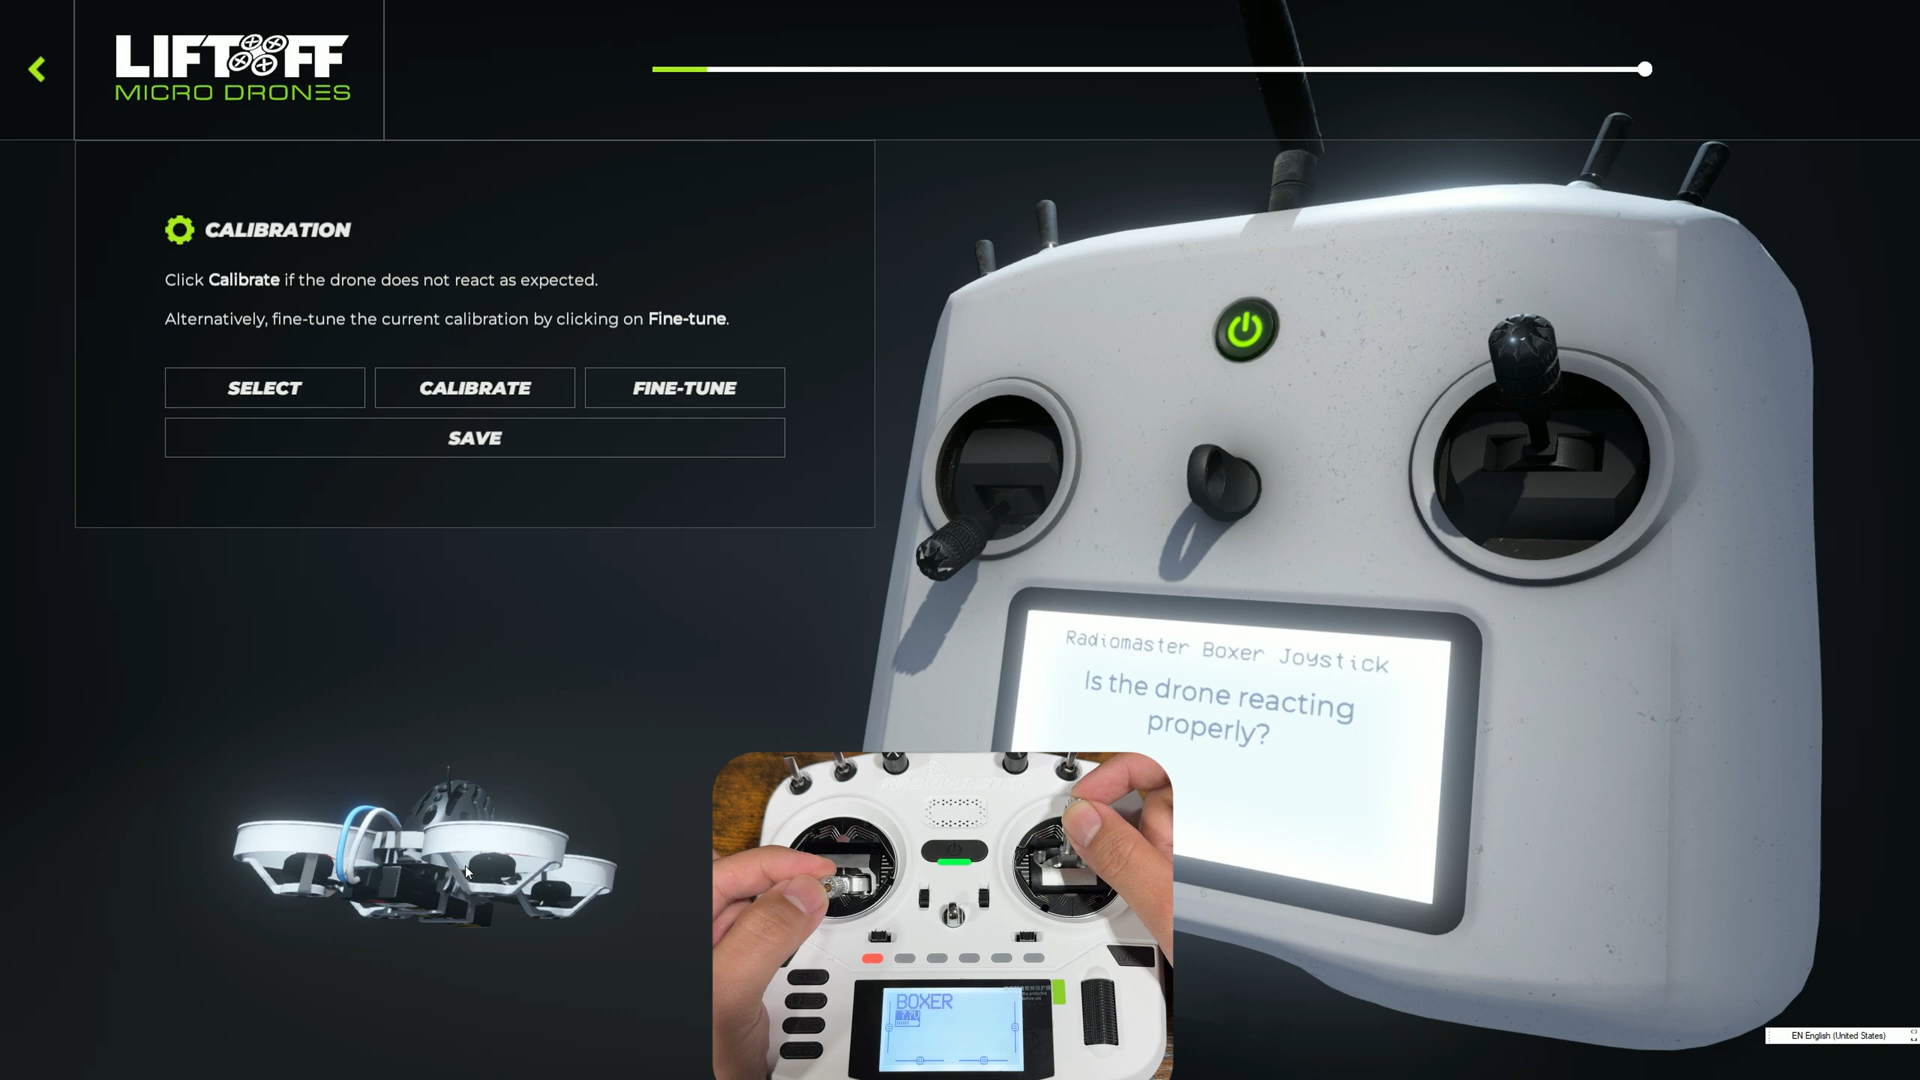 LIFTOFF
MICRO DRONES
CALIBRATION
Click Calibrate if the drone does not react as expected.
Alternatively, fine-tune the current calibration by clicking on Fine-tune.
SELECT
CALIBRATE
FINE-TUNE
SAVE
Radiomaster Boxer Joystick
Is the drone reacting
properly?
BOXER
7.7V
EN English (United States)